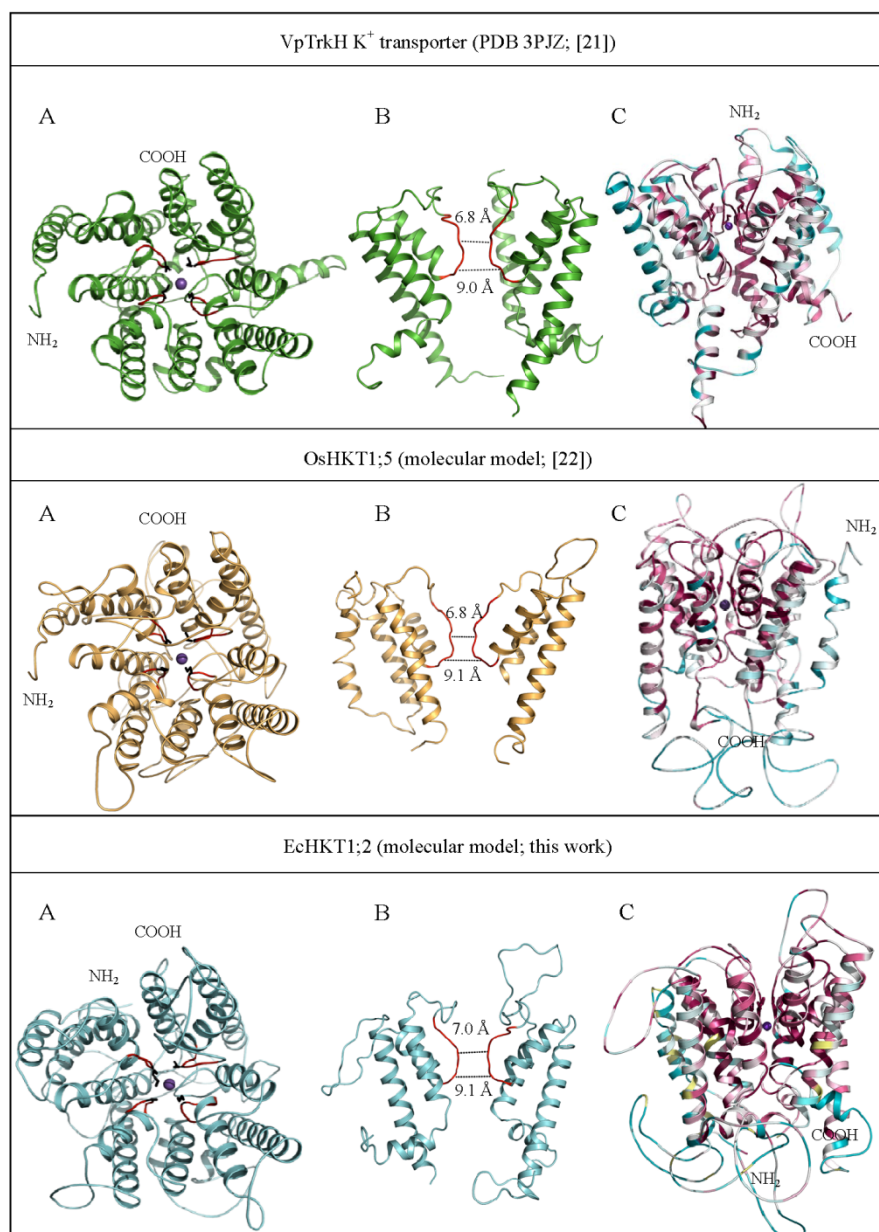 VpTrkH K⁺ transporter (PDB 3PJZ; [21])
A
B
C
NH₂
COOH
6.8 Å
9.0 Å
NH₂
COOH
OsHKT1;5 (molecular model; [22])
A
B
C
COOH
NH₂
6.8 Å
9.1 Å
NH₂
COOH
EcHKT1;2 (molecular model; this work)
A
B
C
COOH
NH₂
7.0 Å
9.1 Å
COOH
NH₂